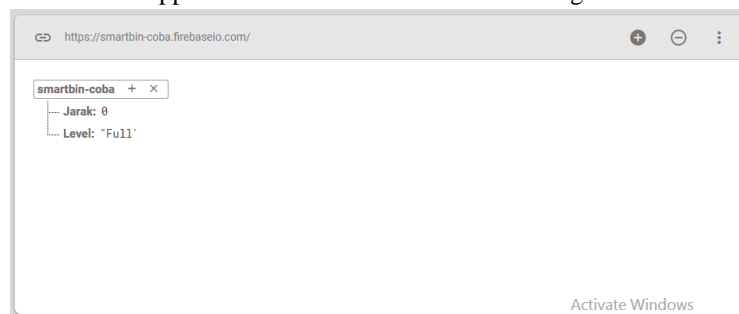 https://smartbin-coba.firebaseio.com/
smartbin-coba + ×
Jarak: 0
Level: "Full'
Activate Windows